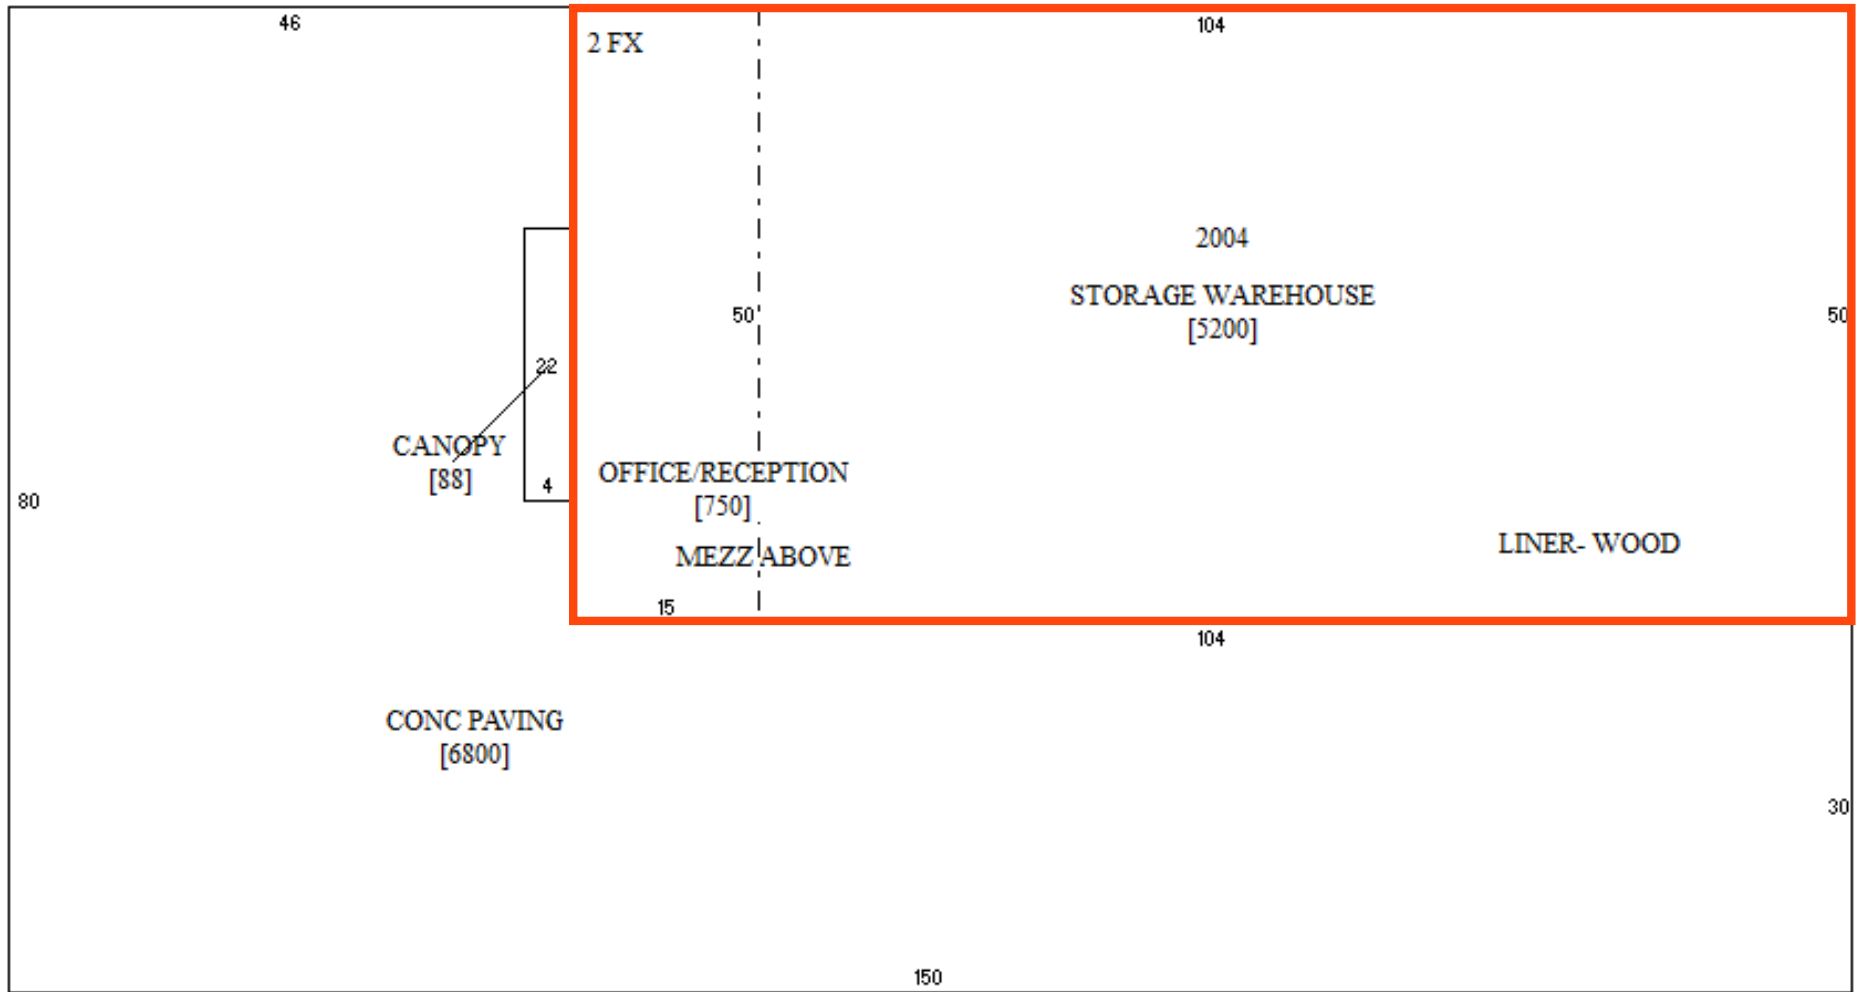 46
104
2 FX
2004
STORAGE WAREHOUSE
[5200]
50
50
22
CANOPY
[88]
4
80
OFFICE/RECEPTION
[750]
MEZZ ABOVE
LINER- WOOD
15
104
CONC PAVING
[6800]
30
150